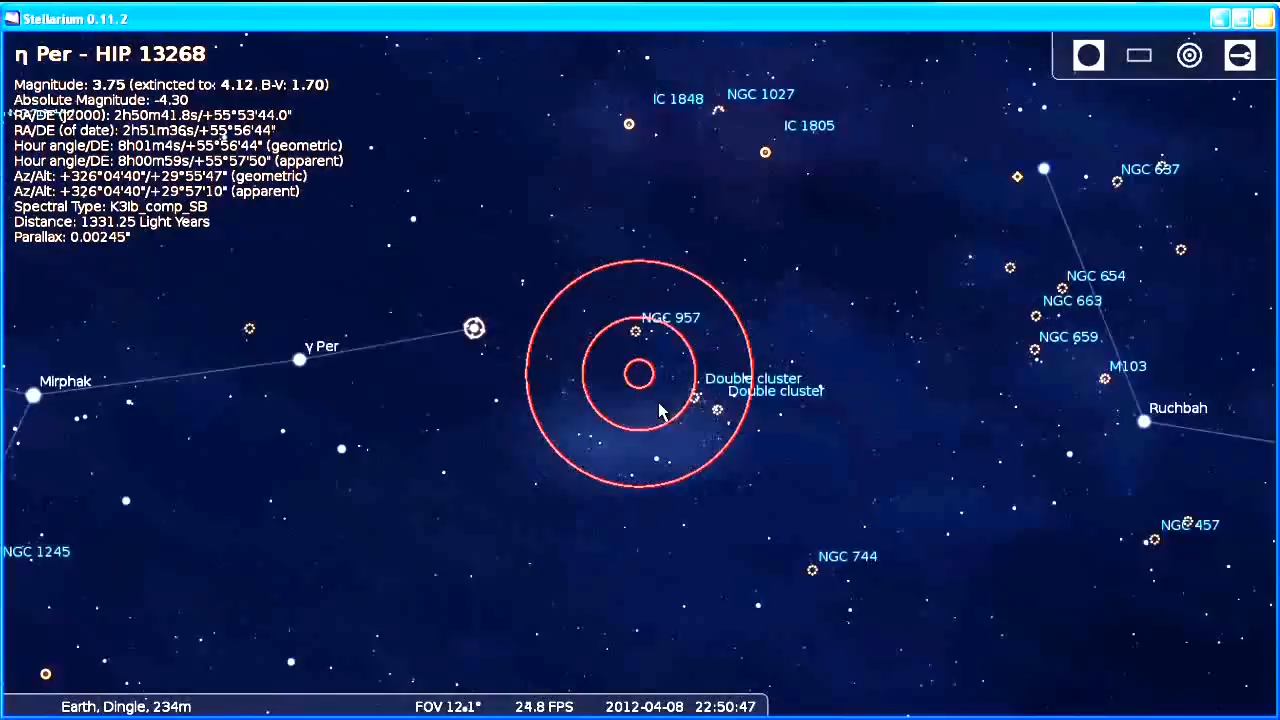 Stellarium 0.11.2
η Per - HIP 13268
Magnitude: 3.75 (extincted to: 4.12. B-V: 1.70)
Absolute Magnitude: -4.30
RA/DE (J2000): 2h50m41.8s/+55°53'44.0"
RA/DE (of date): 2h51m36s/+55°56'44"
Hour angle/DE: 8h01m4s/+55°56'44" (geometric)
Hour angle/DE: 8h00m59s/+55°57'50" (apparent)
Az/Alt: +326°04'40"/+29°55'47" (geometric)
Az/Alt: +326°04'40"/+29°57'10" (apparent)
Spectral Type: K3Ib_comp_SB
Distance: 1331.25 Light Years
Parallax: 0.00245"
IC 1848
NGC 1027
IC 1805
NGC 637
NGC 654
NGC 663
NGC 957
NGC 659
γ Per
M103
Mirphak
Double cluster
Double cluster
Ruchbah
NGC 457
NGC 1245
NGC 744
Earth, Dingle, 234m
FOV 12.1°
24.8 FPS
2012-04-08
22:50:47